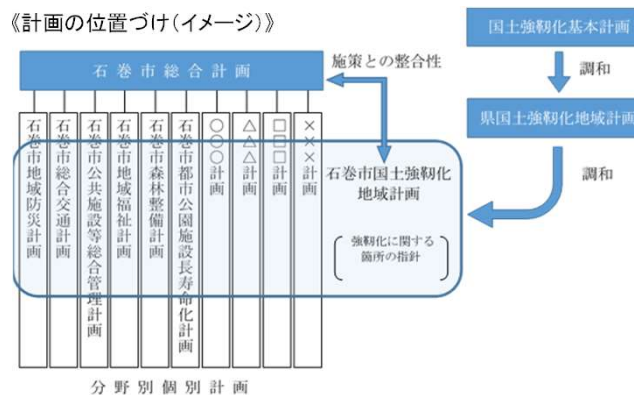 《計画の位置づけ(イメージ)》
国土強靱化基本計画
調和
県国土強靱化地域計画
調和
石巻市総合計画
施策との整合性
石巻市地域防災計画
石巻市総合交通計画
石巻市公共施設等総合管理計画
石巻市地域福祉計画
石巻市森林整備計画
石巻市都市公園施設長寿命化計画
○○○計画
△△△計画
□□□計画
×××計画
石巻市国土強靱化
地域計画
強靱化に関する
箇所の指針
分野別個別計画